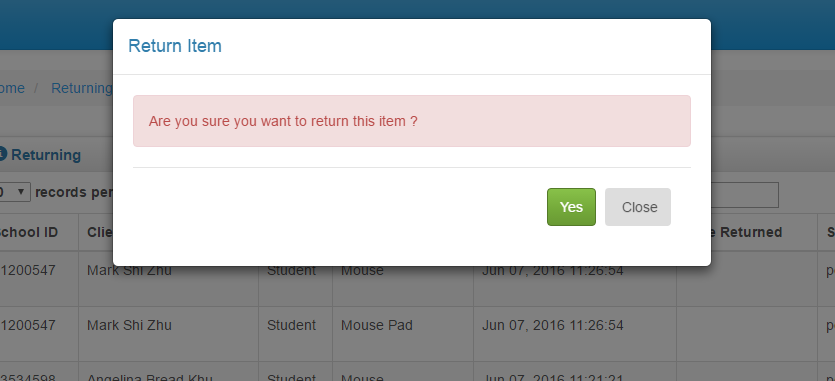 Return Item
Are you sure you want to return this item ?
Yes Close
ome / Returning
Returning
0 records per
chool ID Clie e Returned S
1200547 Mark Shi Zhu Student Mouse Jun 07, 2016 11:26:54 p
1200547 Mark Shi Zhu Student Mouse Pad Jun 07, 2016 11:26:54 p
3534598 Angelina Bread Khu Student Mouse Jun 07, 2016 11:21:21 p